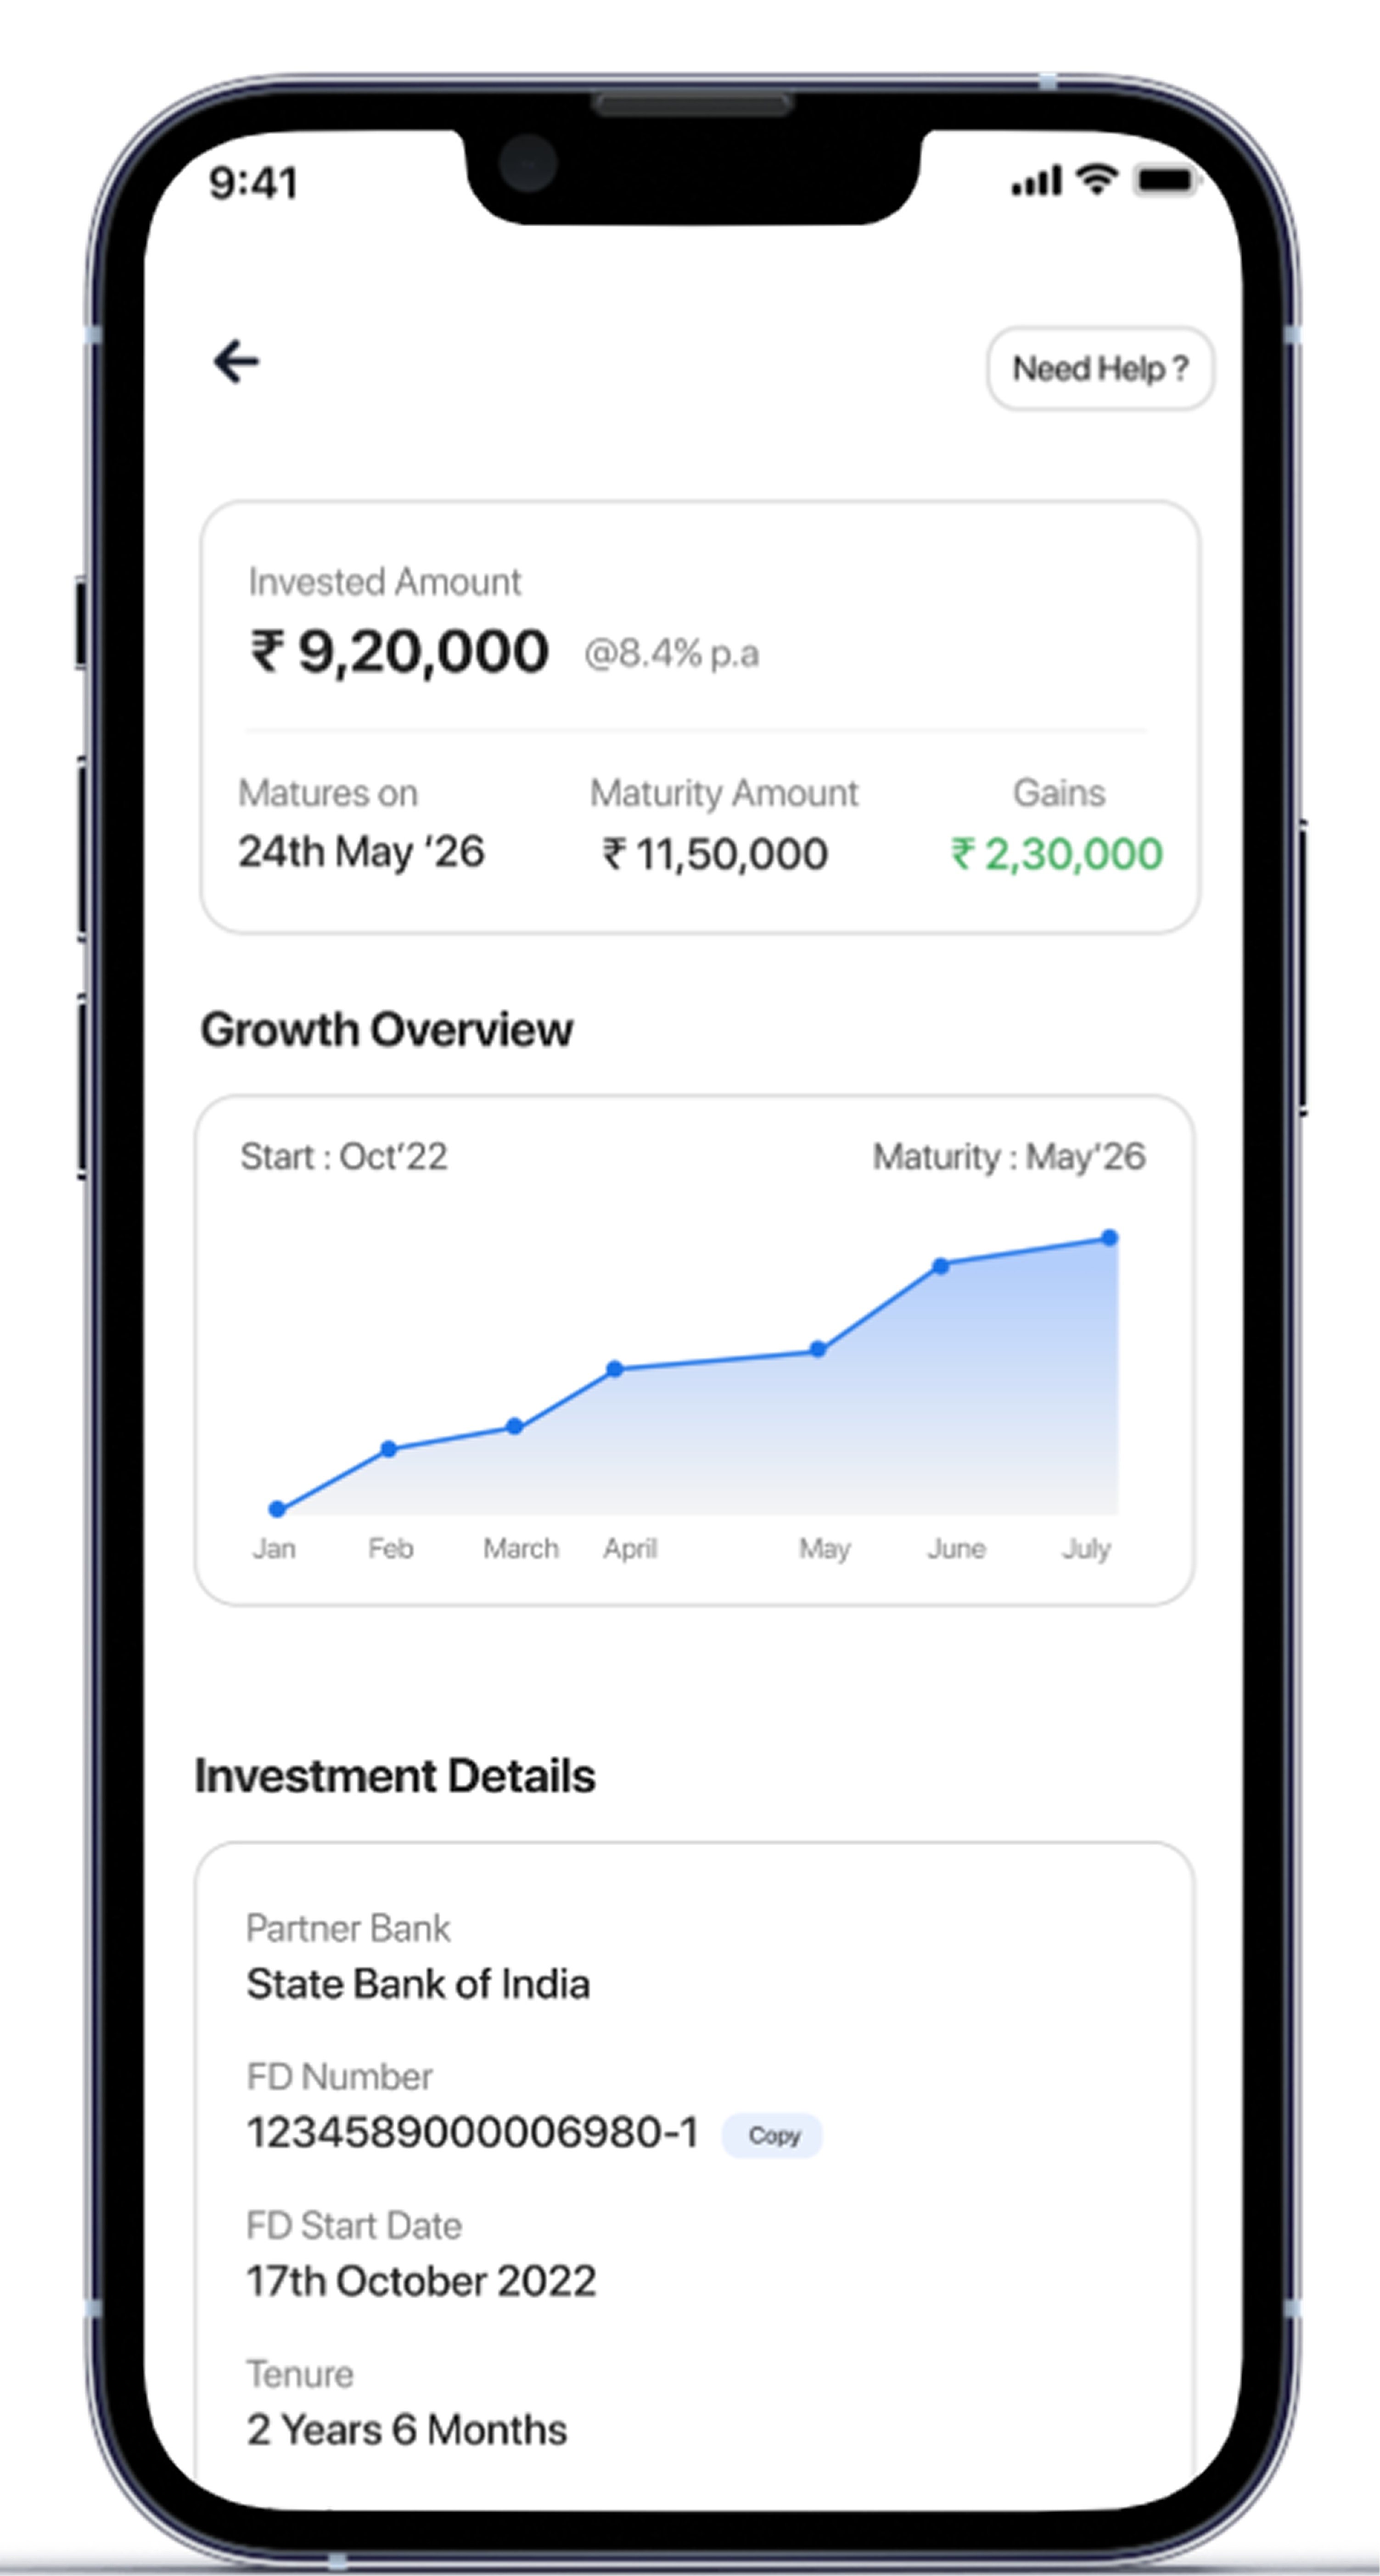 9:41
Need Help ?
Invested Amount
₹ 9,20,000 @8.4% p.a
Matures on Maturity Amount Gains
24th May ’26 ₹ 11,50,000 ₹ 2,30,000
Growth Overview
Start : Oct’22 Maturity : May’26
Jan Feb March April May June July
Investment Details
Partner Bank
State Bank of India
FD Number
1234589000006980-1 Copy
FD Start Date
17th October 2022
Tenure
2 Years 6 Months